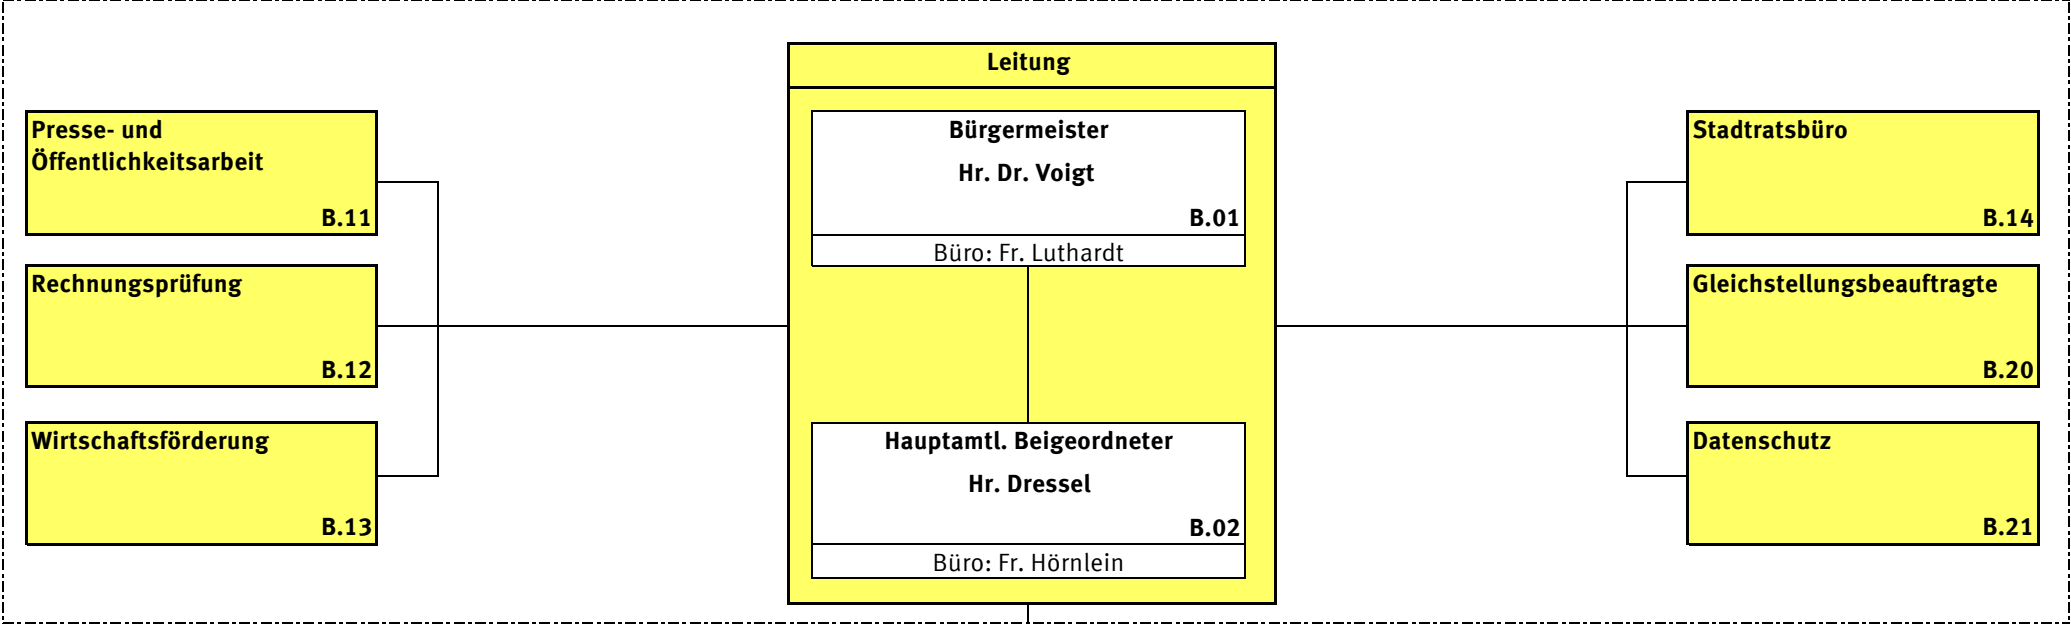 Leitung
Presse- und
Öffentlichkeitsarbeit
B.11
Rechnungsprüfung
B.12
Wirtschaftsförderung
B.13
Bürgermeister
Hr. Dr. Voigt
B.01
Büro: Fr. Luthardt
Hauptamtl. Beigeordneter
Hr. Dressel
B.02
Büro: Fr. Hörnlein
Stadtratsbüro
B.14
Gleichstellungsbeauftragte
B.20
Datenschutz
B.21